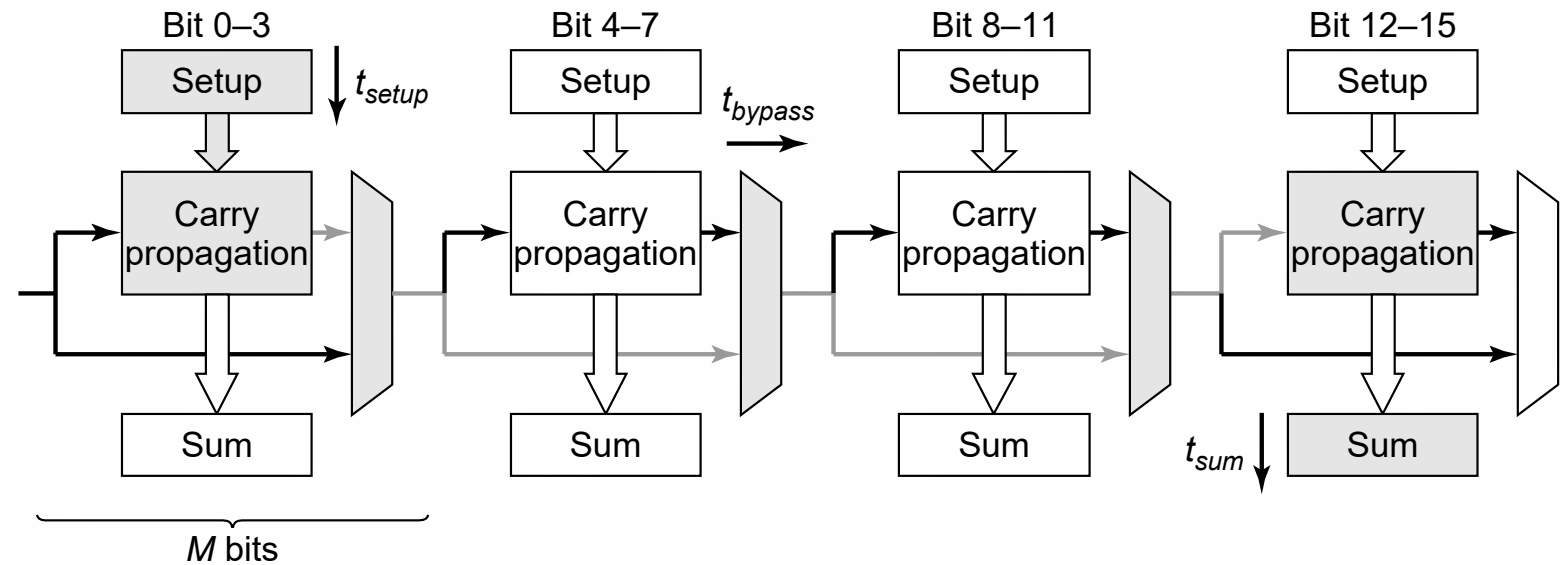 Bit 0–3
Bit 4–7
Bit 8–11
Bit 12–15
Setup
t_setup
Setup
t_bypass
Setup
Setup
Carry
propagation
Carry
propagation
Carry
propagation
Carry
propagation
Sum
Sum
Sum
t_sum
Sum
M bits